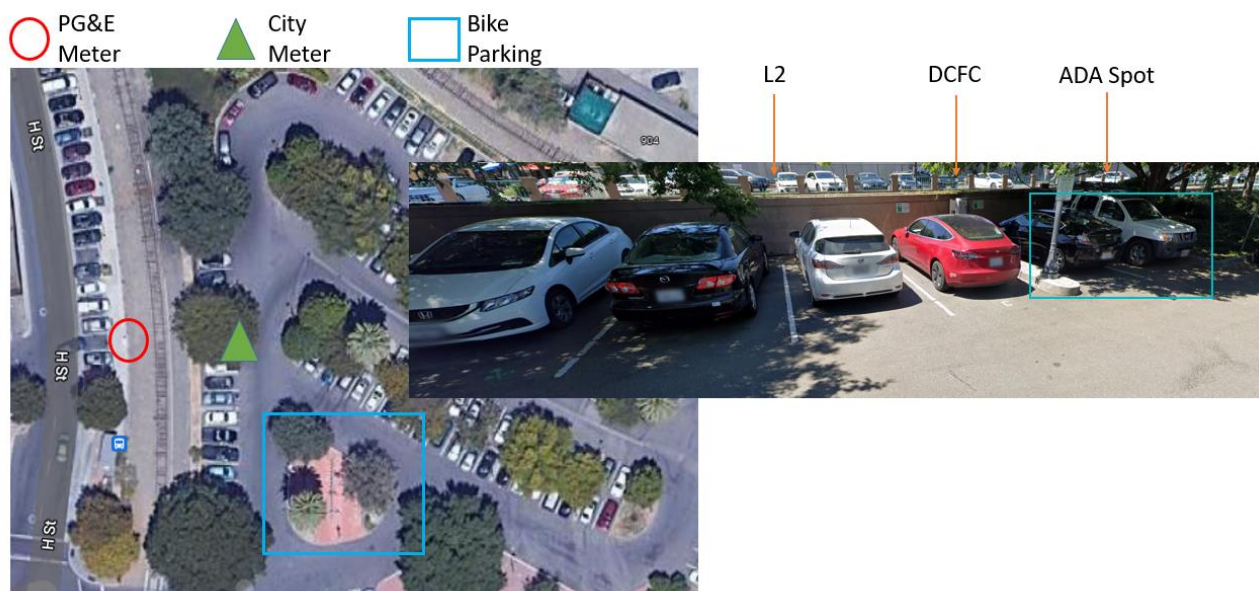 PG&E
Meter
City
Meter
Bike
Parking
L2
DCFC
ADA Spot
H St
904
H St
H St